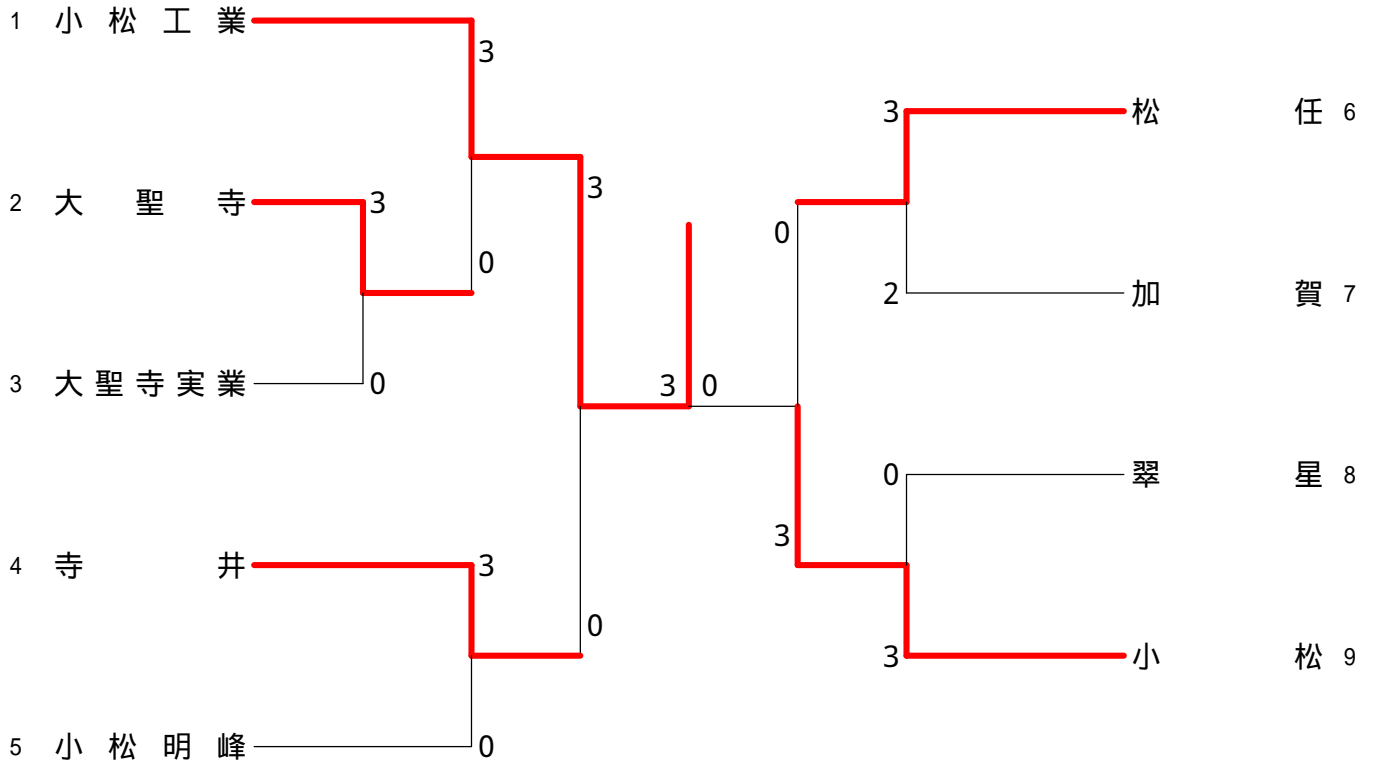 1 小松工業
3
3 松任 6
2 大聖寺 3
3
0
0
2 加賀 7
3 大聖寺実業 0
3 0
0 翠星 8
3
4 寺井 3
0
3 小松 9
5 小松明峰 0